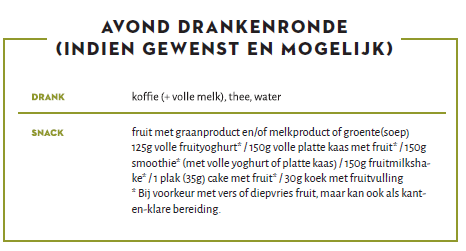 AVOND DRANKENRONDE
(INDIEN GEWENST EN MOGELIJK)
DRANK koffie (+ volle melk), thee, water
SNACK fruit met graanproduct en/of melkproduct of groente(soep)
125g volle fruityoghurt* / 150g volle platte kaas met fruit* / 150g
smoothie* (met volle yoghurt of platte kaas) / 150g fruitmilksha-
ke* / 1 plak (35g) cake met fruit* / 30g koek met fruitvulling
* Bij voorkeur met vers of diepvries fruit, maar kan ook als kant-
en-klare bereiding.